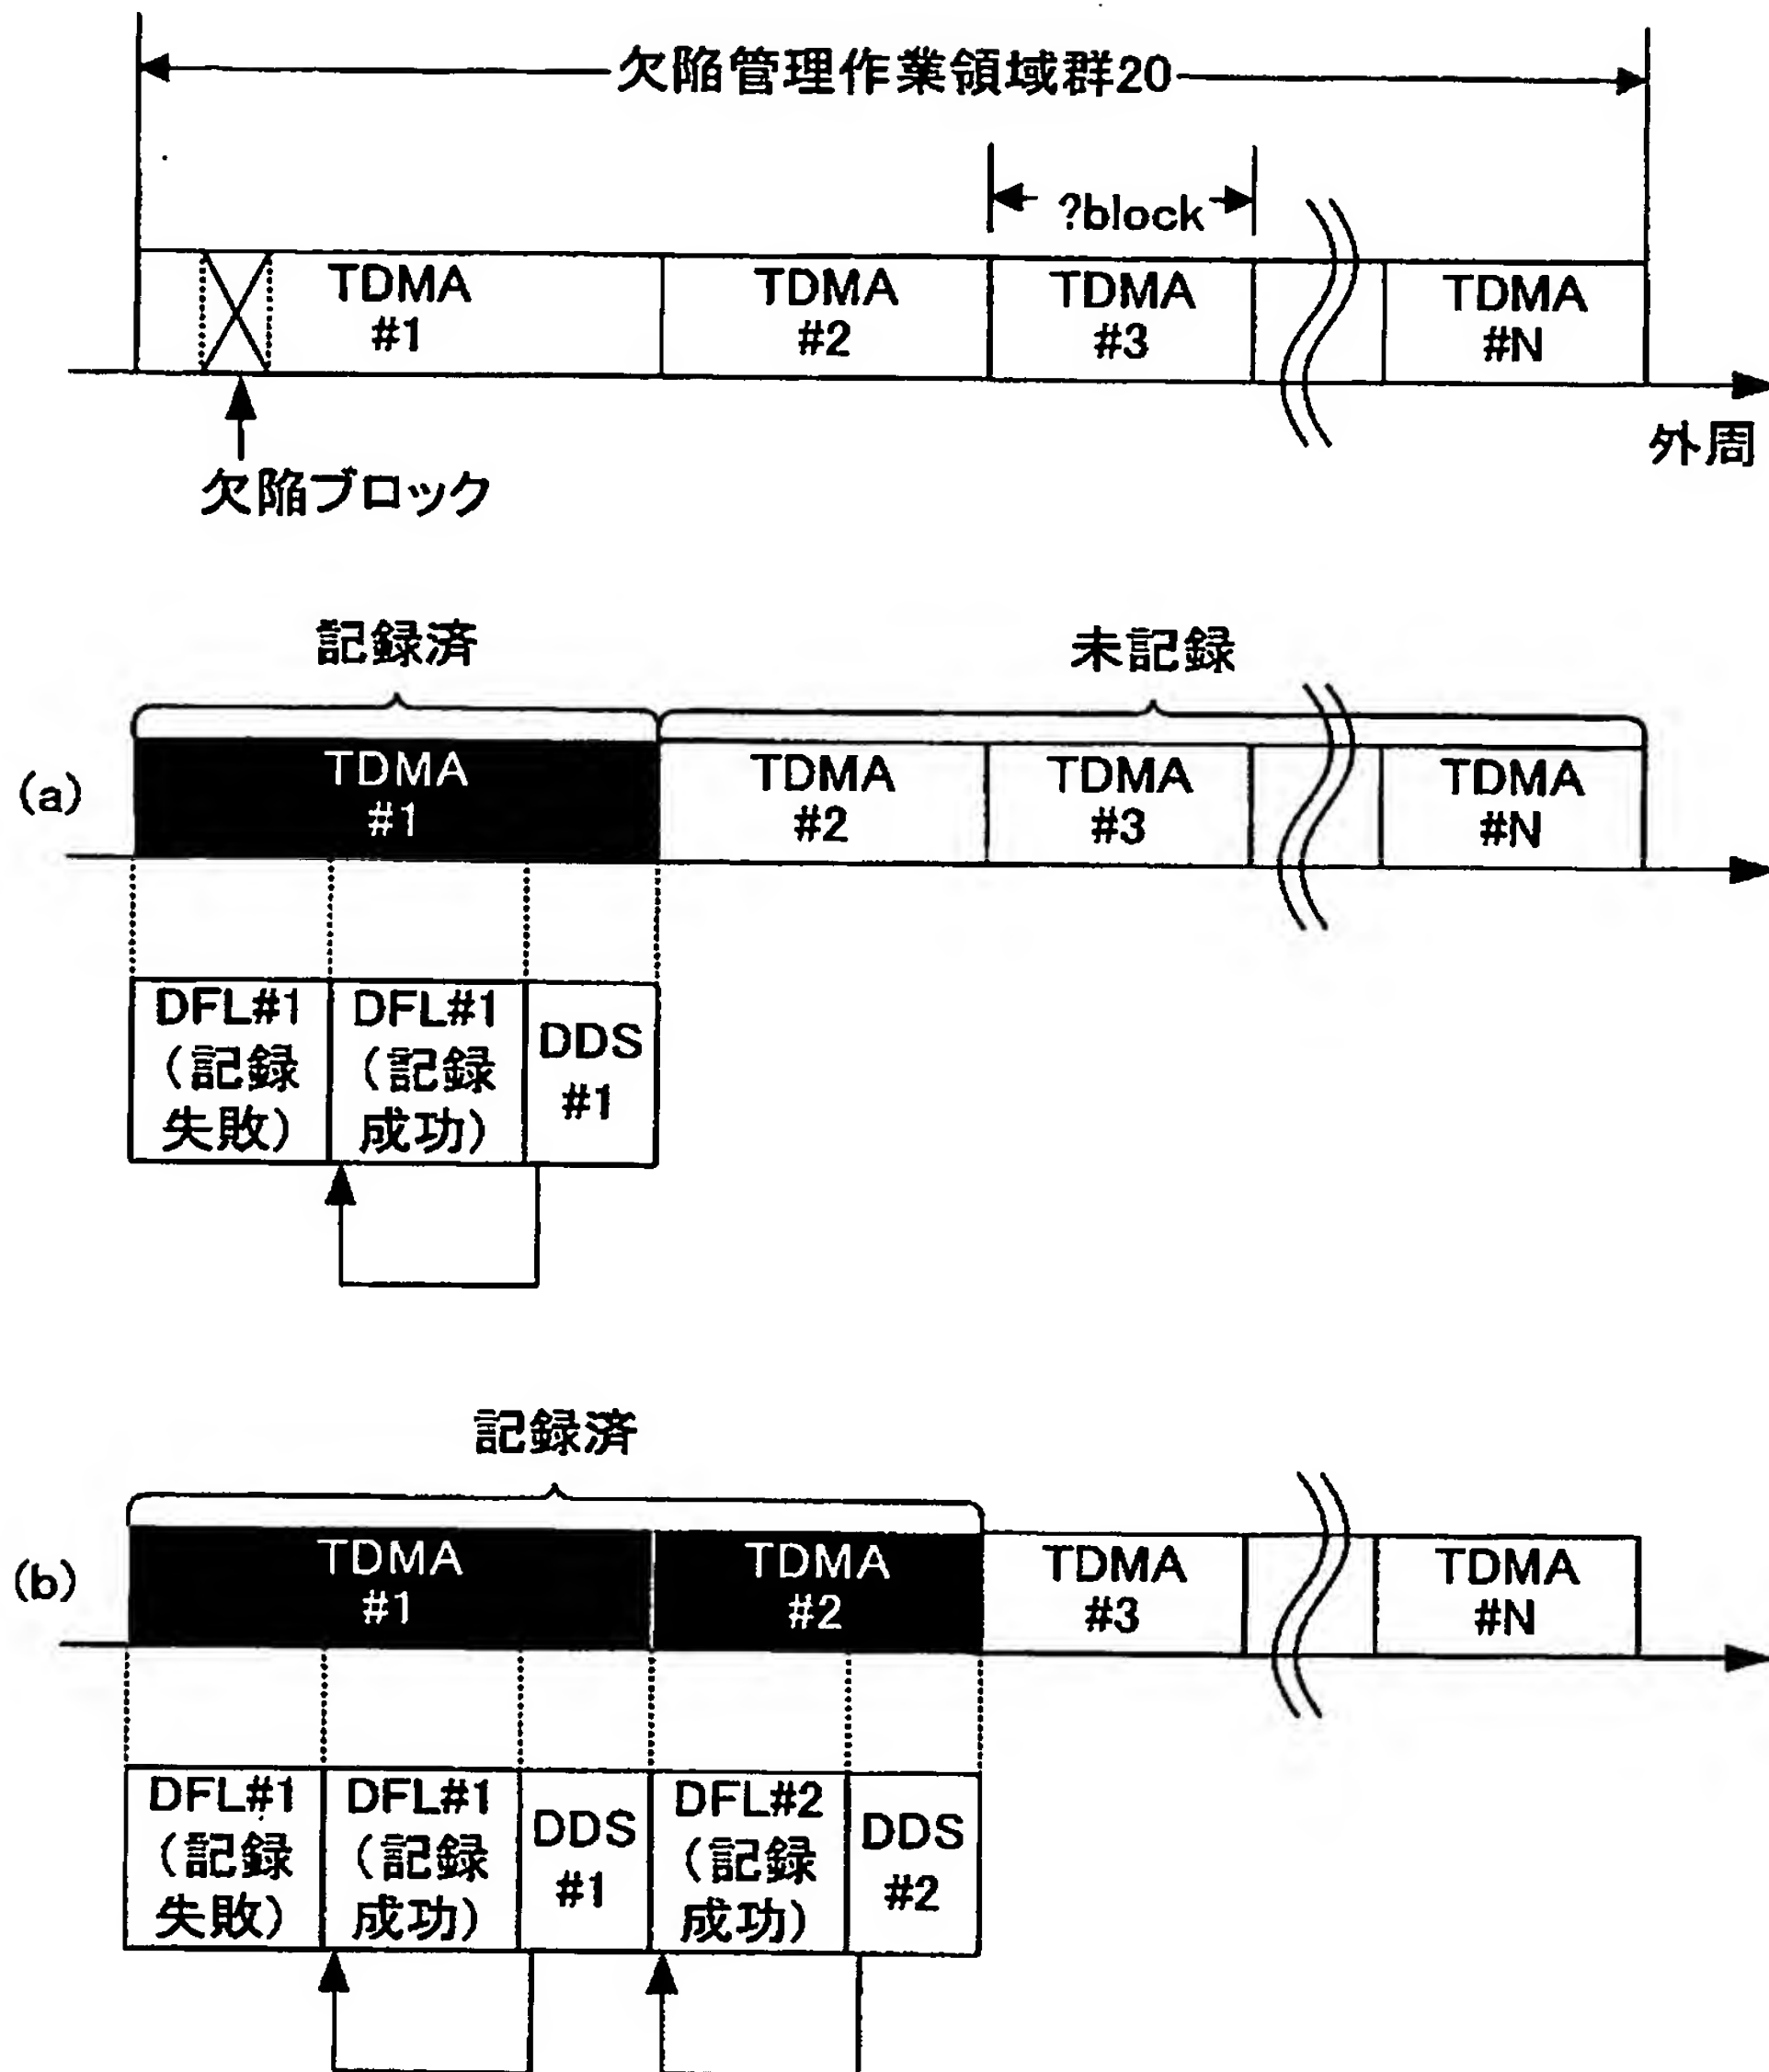 欠陥管理作業領域群20
?block
TDMA
#1
TDMA
#2
TDMA
#3
TDMA
#N
外周
欠陥ブロック
記録済
未記録
(a)
TDMA
#1
TDMA
#2
TDMA
#3
TDMA
#N
DFL#1
(記録
失敗)
DFL#1
(記録
成功)
DDS
#1
記録済
(b)
TDMA
#1
TDMA
#2
TDMA
#3
TDMA
#N
DFL#1
(記録
失敗)
DFL#1
(記録
成功)
DDS
#1
DFL#2
(記録
成功)
DDS
#2